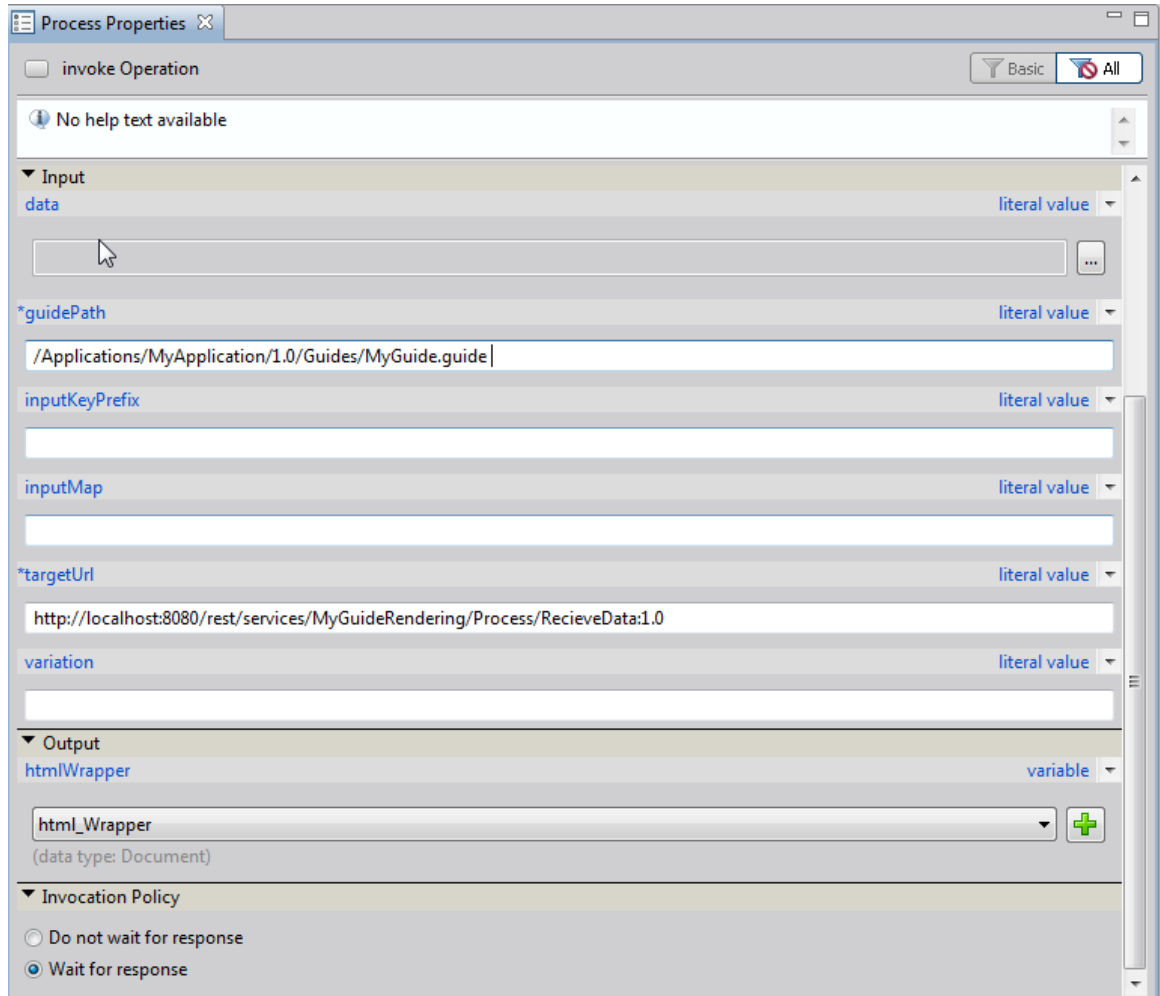 Process Properties
invoke Operation
Basic
All
No help text available
Input
data literal value
...
*guidePath literal value
/Applications/MyApplication/1.0/Guides/MyGuide.guide
inputKeyPrefix literal value
inputMap literal value
*targetUrl literal value
http://localhost:8080/rest/services/MyGuideRendering/Process/RecieveData:1.0
variation literal value
Output
htmlWrapper variable
html_Wrapper
(data type: Document)
Invocation Policy
Do not wait for response
Wait for response